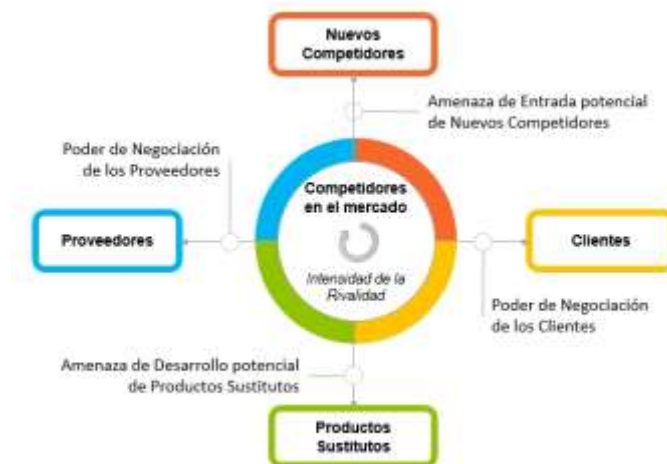 Nuevos
Competidores
Amenaza de Entrada potencial
de Nuevos Competidores
Poder de Negociación
de los Proveedores
Competidores
en el mercado
Proveedores
Clientes
Intensidad de la
Rivalidad
Poder de Negociación
de los Clientes
Amenaza de Desarrollo potencial
de Productos Sustitutos
Productos
Sustitutos